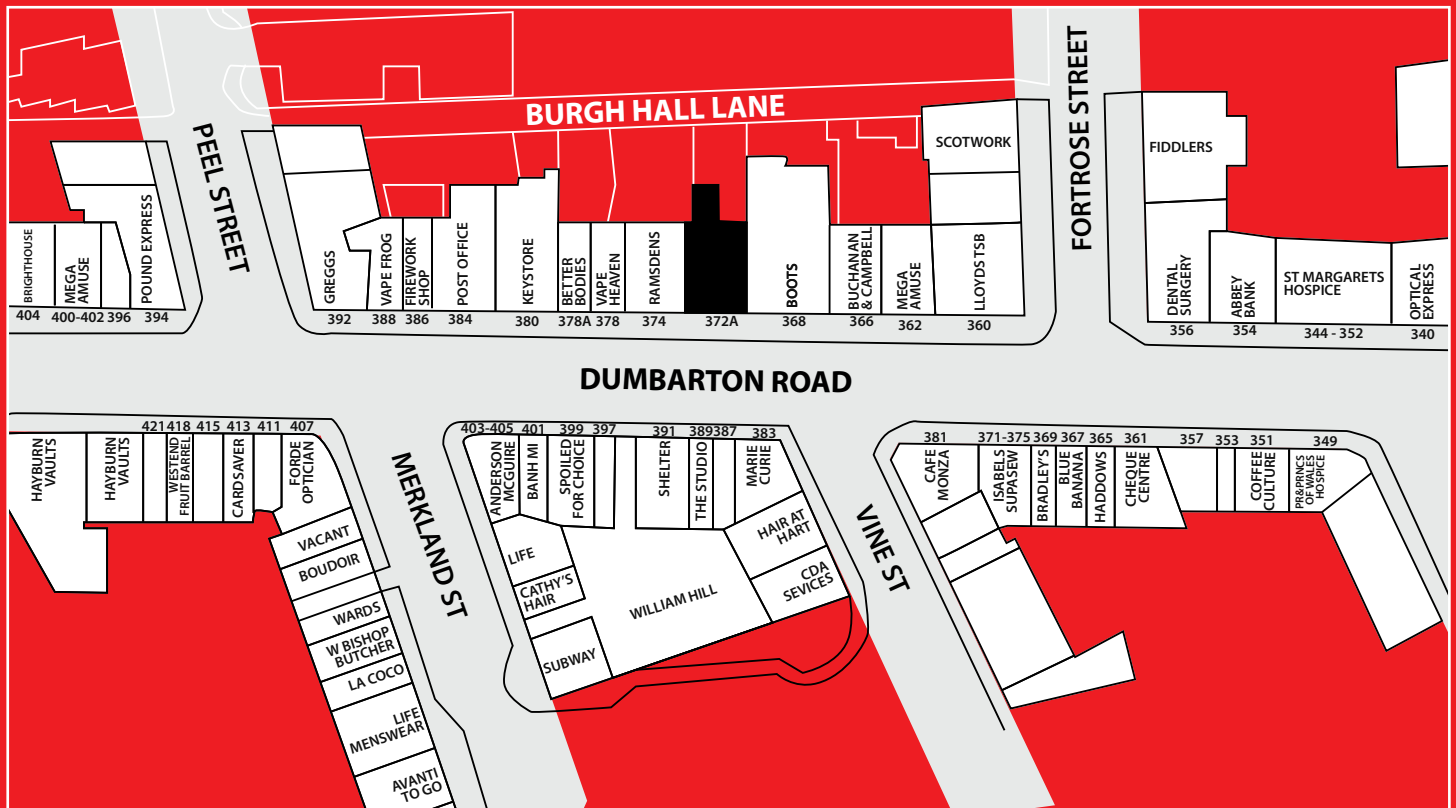 BURGH HALL LANE
PEEL STREET
FORTROSE STREET
SCOTWORK
FIDDLERS
BRIGHTHOUSE
MEGA
AMUSE
POUND EXPRESS
GREGGS
VAPE FROG
FIREWORK
SHOP
POST OFFICE
KEYSTORE
BETTER
BODIES
VAPE
HEAVEN
RAMSDENS
BOOTS
BUCHANAN
& CAMPBELL
MEGA
AMUSE
LLOYDS TSB
DENTAL
SURGERY
ABBEY
BANK
ST MARGARETS
HOSPICE
OPTICAL
EXPRESS
404 400-402 396 394
392 388 386 384 380 378A 378 374 372A 368 366 362 360
356 354 344 - 352 340
DUMBARTON ROAD
421 418 415 413 411 407
403-405 401 399 397 391 389 387 383
381 371-375 369 367 365 361 357 353 351 349
HAYBURN
VAULTS
HAYBURN
VAULTS
WESTEND
FRUIT BARREL
CARDSAVER
FORDE
OPTICIAN
ANDERSON
MCGUIRE
BANH MI
SPOILED
FOR CHOICE
SHELTER
THE STUDIO
MARIE
CURIE
CAFE
MONZA
ISABELS
SUPASEW
BRADLEY'S
BLUE
BANANA
HADDOWS
CHEQUE
CENTRE
COFFEE
CULTURE
PR&PRNCS
OF WALES
HOSPICE
MERKLAND ST
VINE ST
VACANT
BOUDOIR
WARDS
W BISHOP
BUTCHER
LA COCO
LIFE
MENSWEAR
AVANTI
TO GO
LIFE
CATHY'S
HAIR
SUBWAY
WILLIAM HILL
HAIR AT
HART
CDA
SEVICES